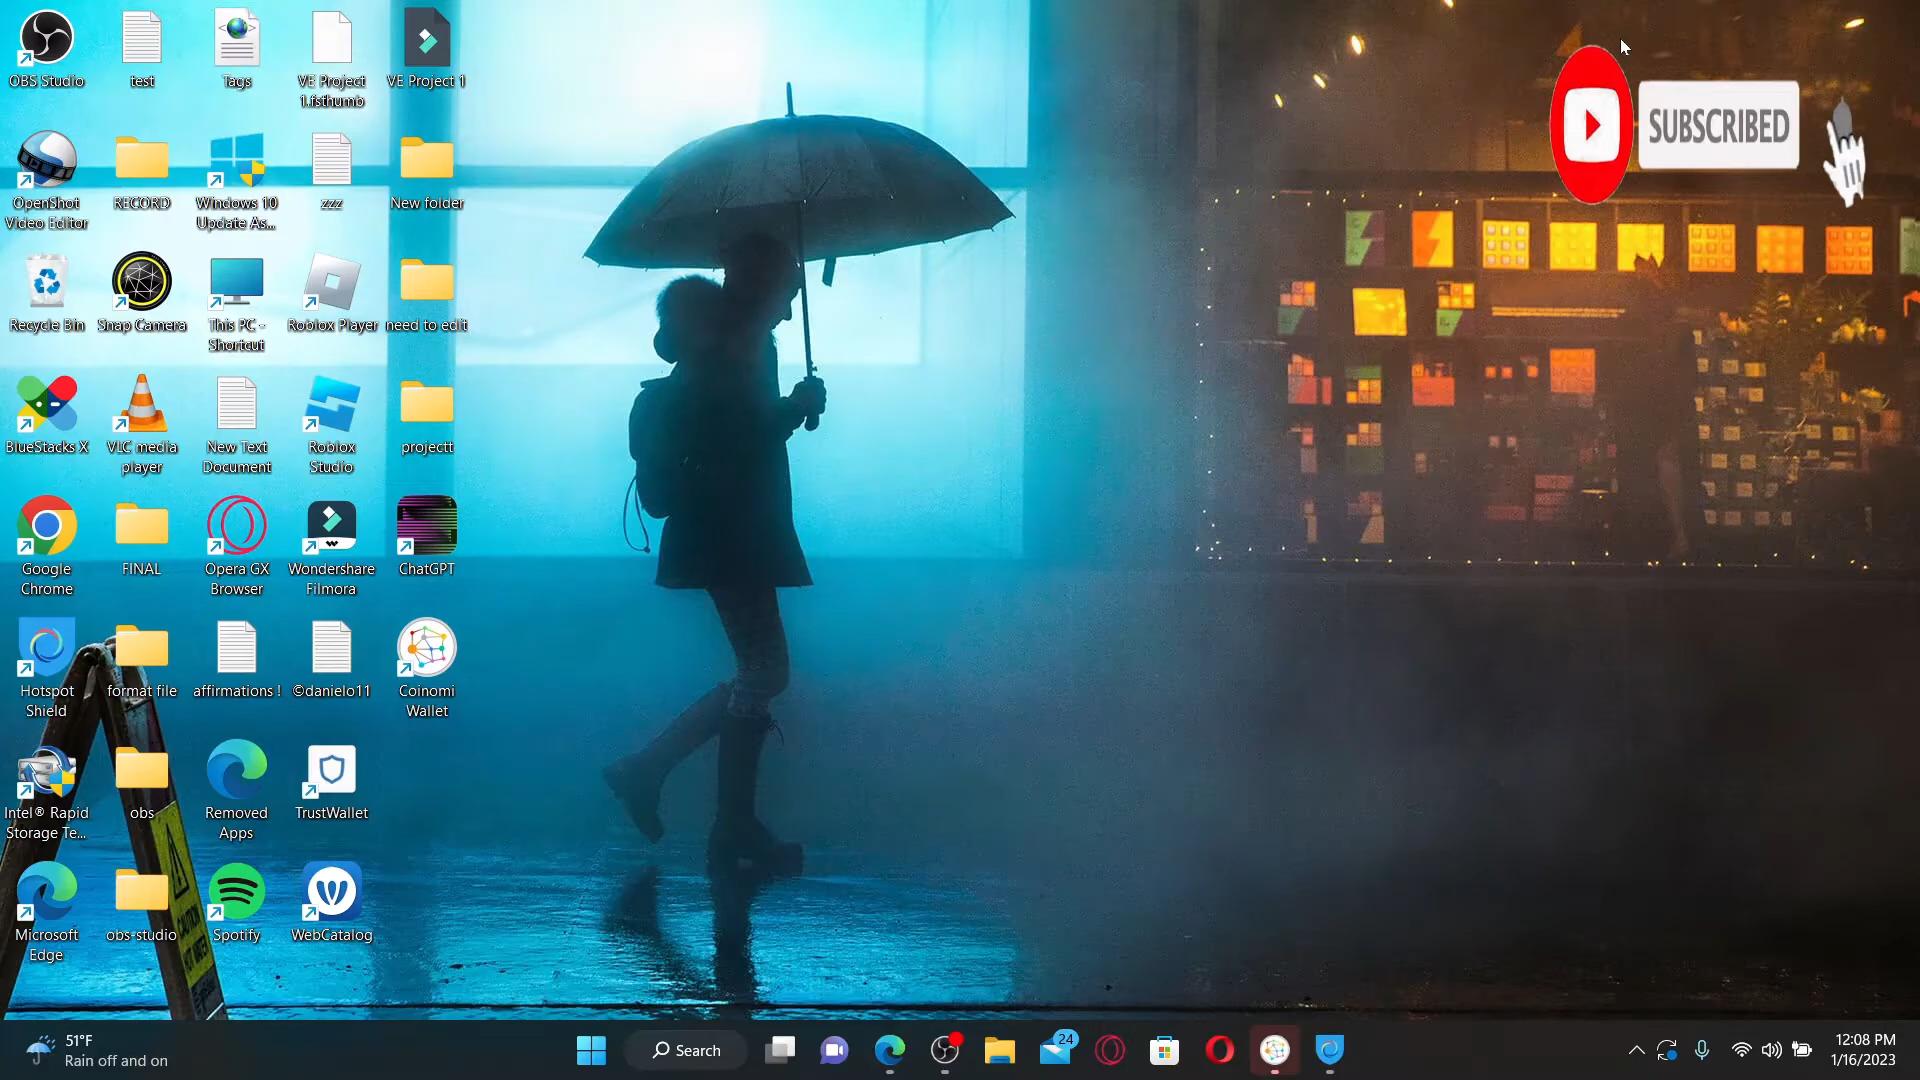 OBS Studio
test
Tags
VE Project
1.fsthumb
VE Project 1
SUBSCRIBED
OpenShot
Video Editor
RECORD
Windows 10
Update As...
zzz
New folder
Recycle Bin
Snap Camera
This PC -
Shortcut
Roblox Player
need to edit
BlueStacks X
VLC media
player
New Text
Document
Roblox
Studio
projectt
Google
Chrome
FINAL
Opera GX
Browser
Wondershare
Filmora
ChatGPT
Hotspot
Shield
format file
affirmations !
©danielo11
Coinomi
Wallet
Intel® Rapid
Storage Te...
obs
Removed
Apps
TrustWallet
Microsoft
Edge
obs-studio
Spotify
WebCatalog
CAUTION
51°F
Rain off and on
Search
24
12:08 PM
1/16/2023